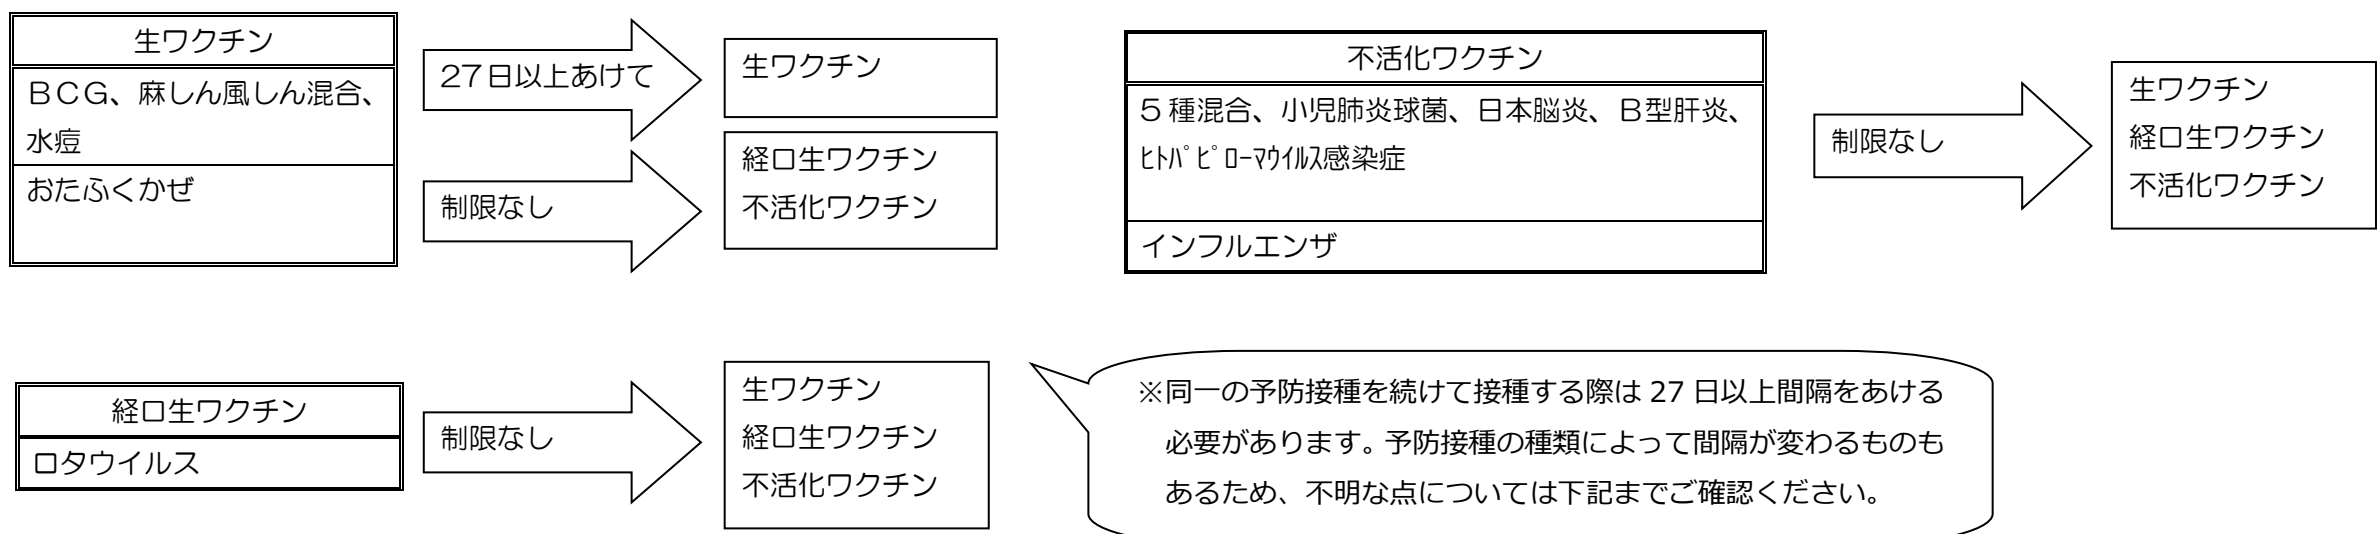 生ワクチン
ＢＣＧ、麻しん風しん混合、
水痘
おたふくかぜ
27日以上あけて
生ワクチン
制限なし
経口生ワクチン
不活化ワクチン
不活化ワクチン
５種混合、小児肺炎球菌、日本脳炎、Ｂ型肝炎、
ﾋﾄﾊﾟﾋﾟﾛｰﾏｳｲﾙｽ感染症
インフルエンザ
制限なし
生ワクチン
経口生ワクチン
不活化ワクチン
経口生ワクチン
ロタウイルス
制限なし
生ワクチン
経口生ワクチン
不活化ワクチン
※同一の予防接種を続けて接種する際は 27 日以上間隔をあける
必要があります。予防接種の種類によって間隔が変わるものも
あるため、不明な点については下記までご確認ください。